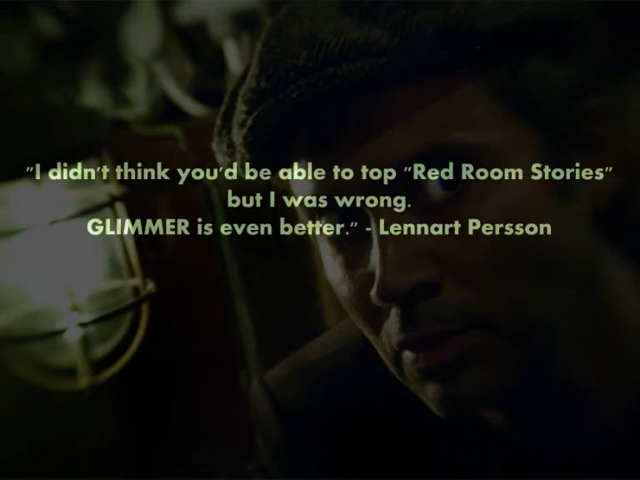 "I didn't think you'd be able to top "Red Room Stories"
but I was wrong.
GLIMMER is even better." - Lennart Persson